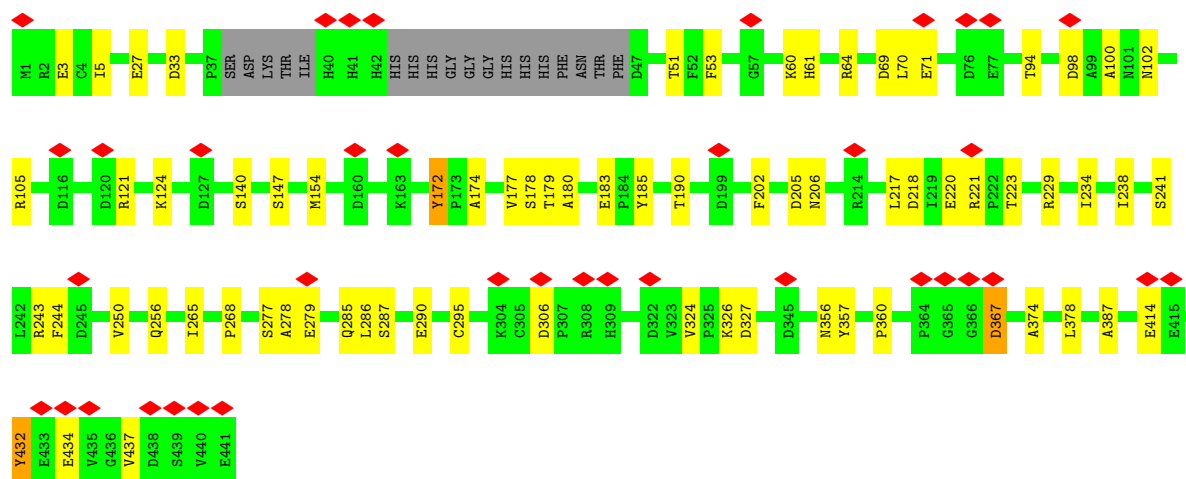 M1 R2 E3 C4 I5 E27 D33 P37 SER ASP LYS THR ILE H40 H41 H42 HIS HIS HIS GLY GLY GLY HIS HIS HIS PHE ASN THR PHE D47 T51 F52 F53 G57 K60 H61 R64 D69 L70 E71 D76 E77 T94 D98 A99 A100 N101 N102
R105 D116 D120 R121 K124 D127 S140 S147 M154 D160 K163 Y172 P173 A174 V177 S178 T179 A180 E183 P184 Y185 T190 D199 F202 D205 N206 R214 L217 D218 I219 E220 R221 P222 T223 R229 I234 I238 S241
L242 R243 F244 D245 V250 Q256 I265 P268 S277 A278 E279 Q285 L286 S287 E290 C295 K304 C305 D306 P307 R308 H309 D322 V323 V324 P325 K326 D327 D345 N356 Y357 P360 P364 G365 G366 D367 A374 L378 A387 E414 E415
Y432 E433 E434 V435 G436 V437 D438 S439 V440 E441